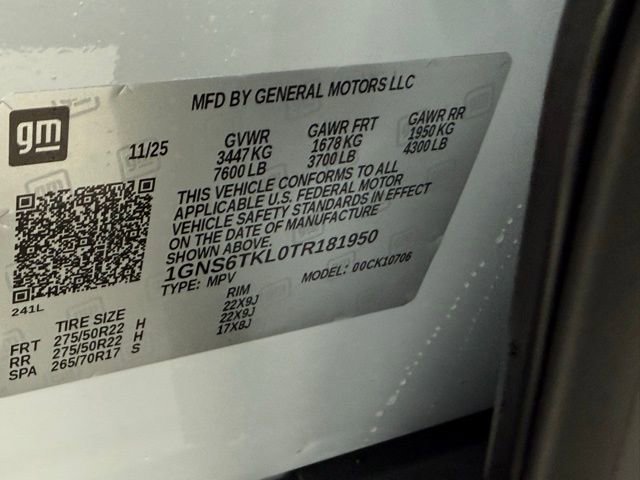 MFD BY GENERAL MOTORS LLC
gm
11/25
GVWR GAWR FRT GAWR RR
3447 KG 1678 KG 1950 KG
7600 LB 3700 LB 4300 LB
THIS VEHICLE CONFORMS TO ALL
APPLICABLE U.S. FEDERAL MOTOR
VEHICLE SAFETY STANDARDS IN EFFECT
ON THE DATE OF MANUFACTURE
SHOWN ABOVE.
1GNS6TKL0TR181950
TYPE: MPV MODEL: 00CK10706
241L
TIRE SIZE RIM
FRT 275/50R22 H 22X9J
RR 275/50R22 H 22X9J
SPA 265/70R17 S 17X8J